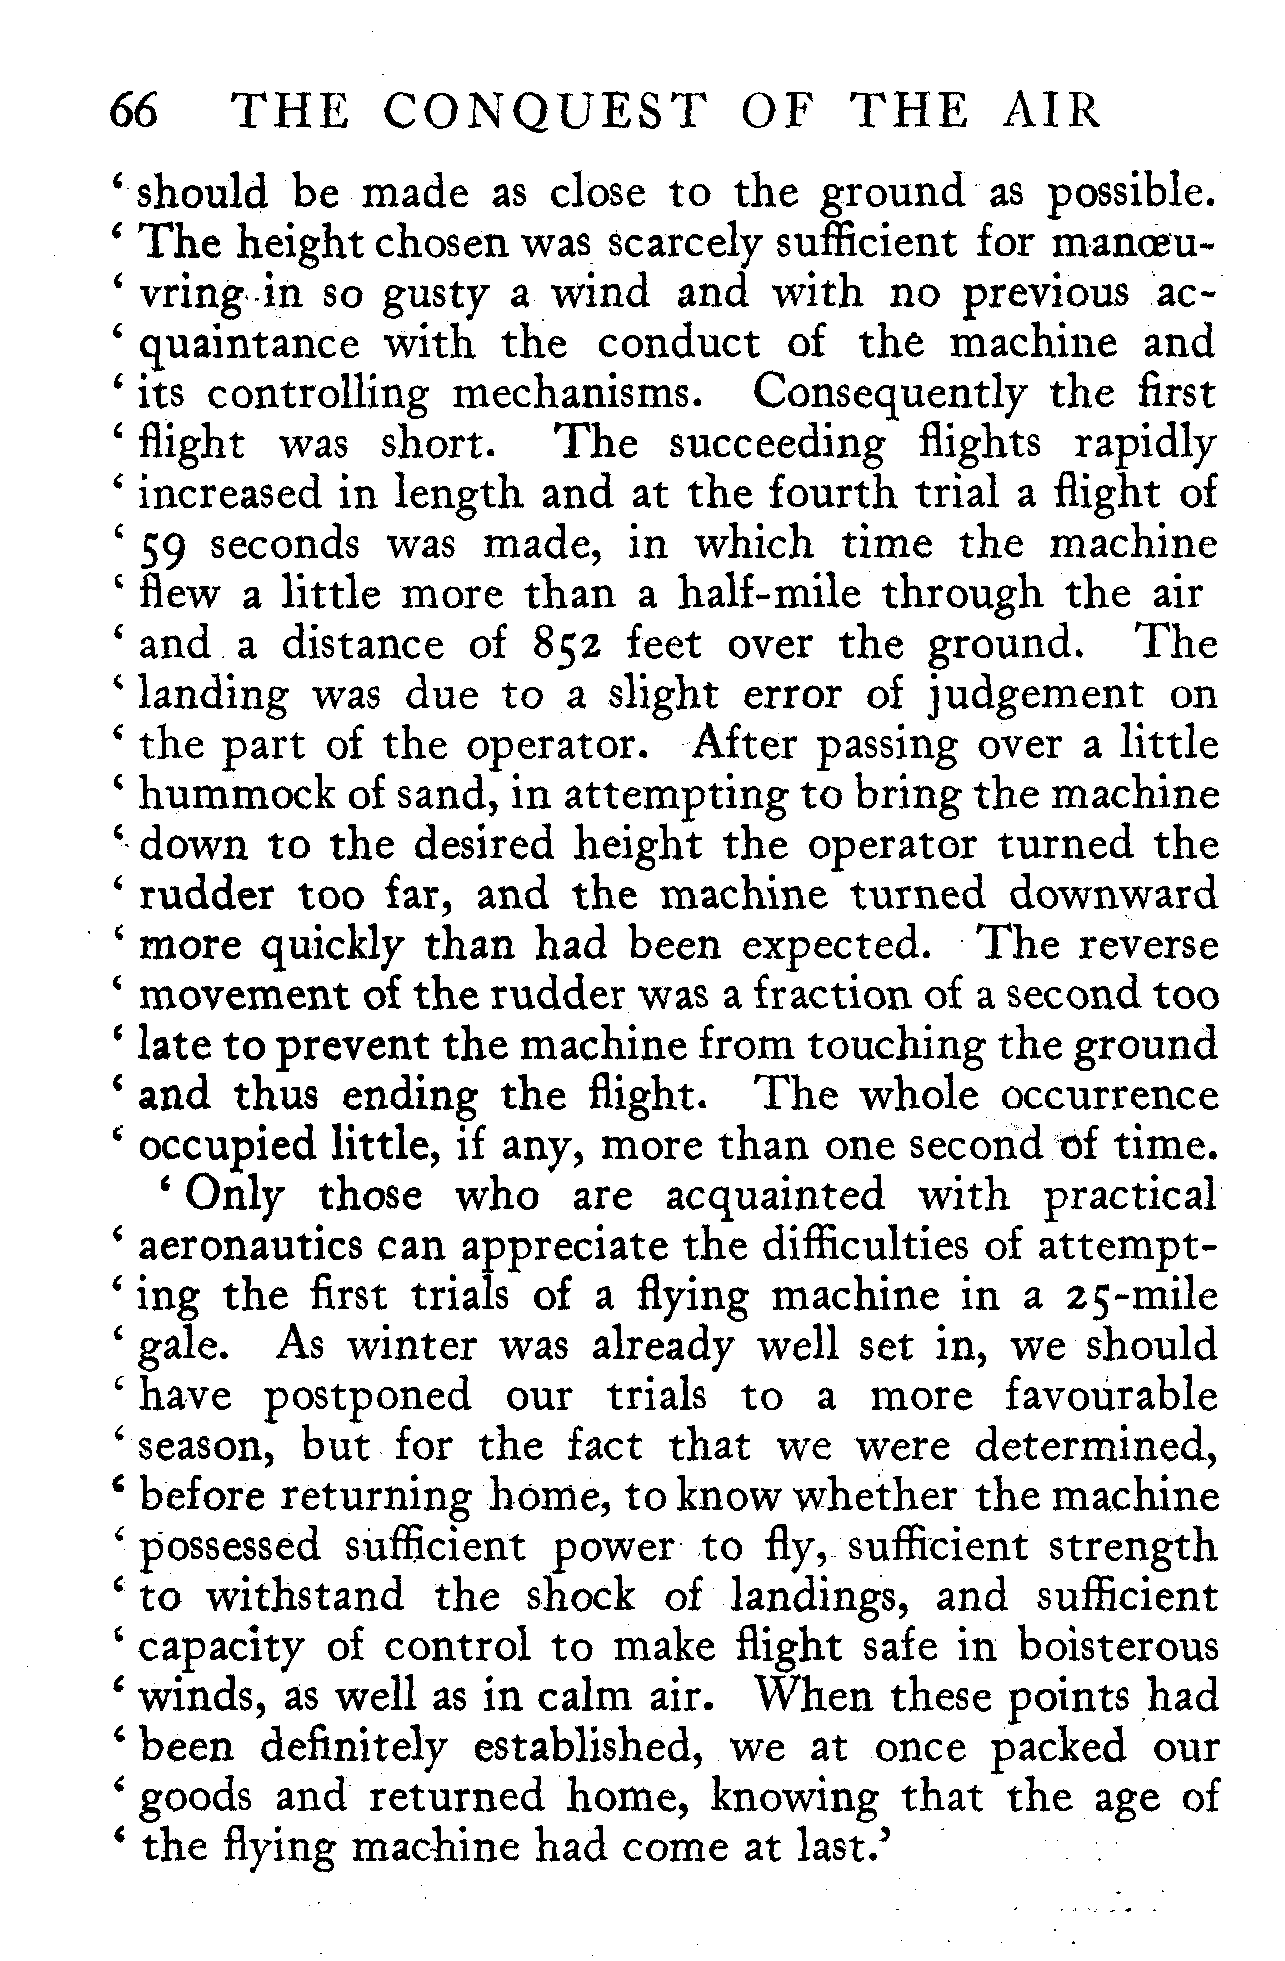 66 THE CONQUEST OF THE AIR
‘ should be made as close to the ground as possible.
‘ The height chosen was scarcely sufficient for manœu-
‘ vring in so gusty a wind and with no previous ac-
‘ quaintance with the conduct of the machine and
‘ its controlling mechanisms. Consequently the first
‘ flight was short. The succeeding flights rapidly
‘ increased in length and at the fourth trial a flight of
‘ 59 seconds was made, in which time the machine
‘ flew a little more than a half-mile through the air
‘ and a distance of 852 feet over the ground. The
‘ landing was due to a slight error of judgement on
‘ the part of the operator. After passing over a little
‘ hummock of sand, in attempting to bring the machine
‘ down to the desired height the operator turned the
‘ rudder too far, and the machine turned downward
‘ more quickly than had been expected. The reverse
‘ movement of the rudder was a fraction of a second too
‘ late to prevent the machine from touching the ground
‘ and thus ending the flight. The whole occurrence
‘ occupied little, if any, more than one second of time.
‘ Only those who are acquainted with practical
‘ aeronautics can appreciate the difficulties of attempt-
‘ ing the first trials of a flying machine in a 25-mile
‘ gale. As winter was already well set in, we should
‘ have postponed our trials to a more favourable
‘ season, but for the fact that we were determined,
‘ before returning home, to know whether the machine
‘ possessed sufficient power to fly, sufficient strength
‘ to withstand the shock of landings, and sufficient
‘ capacity of control to make flight safe in boisterous
‘ winds, as well as in calm air. When these points had
‘ been definitely established, we at once packed our
‘ goods and returned home, knowing that the age of
‘ the flying machine had come at last.’